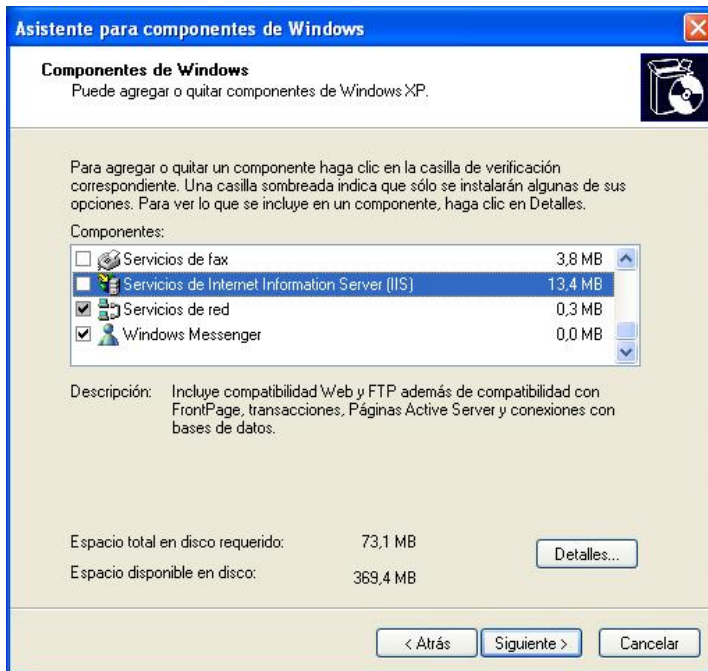 Asistente para componentes de Windows
Componentes de Windows
Puede agregar o quitar componentes de Windows XP.
Para agregar o quitar un componente haga clic en la casilla de verificación
correspondiente. Una casilla sombreada indica que sólo se instalarán algunas de sus
opciones. Para ver lo que se incluye en un componente, haga clic en Detalles.
Componentes:
Servicios de fax 3,8 MB
Servicios de Internet Information Server (IIS) 13,4 MB
Servicios de red 0,3 MB
Windows Messenger 0,0 MB
Descripción: Incluye compatibilidad Web y FTP además de compatibilidad con
FrontPage, transacciones, Páginas Active Server y conexiones con
bases de datos.
Espacio total en disco requerido: 73,1 MB
Detalles...
Espacio disponible en disco: 369,4 MB
< Atrás Siguiente > Cancelar